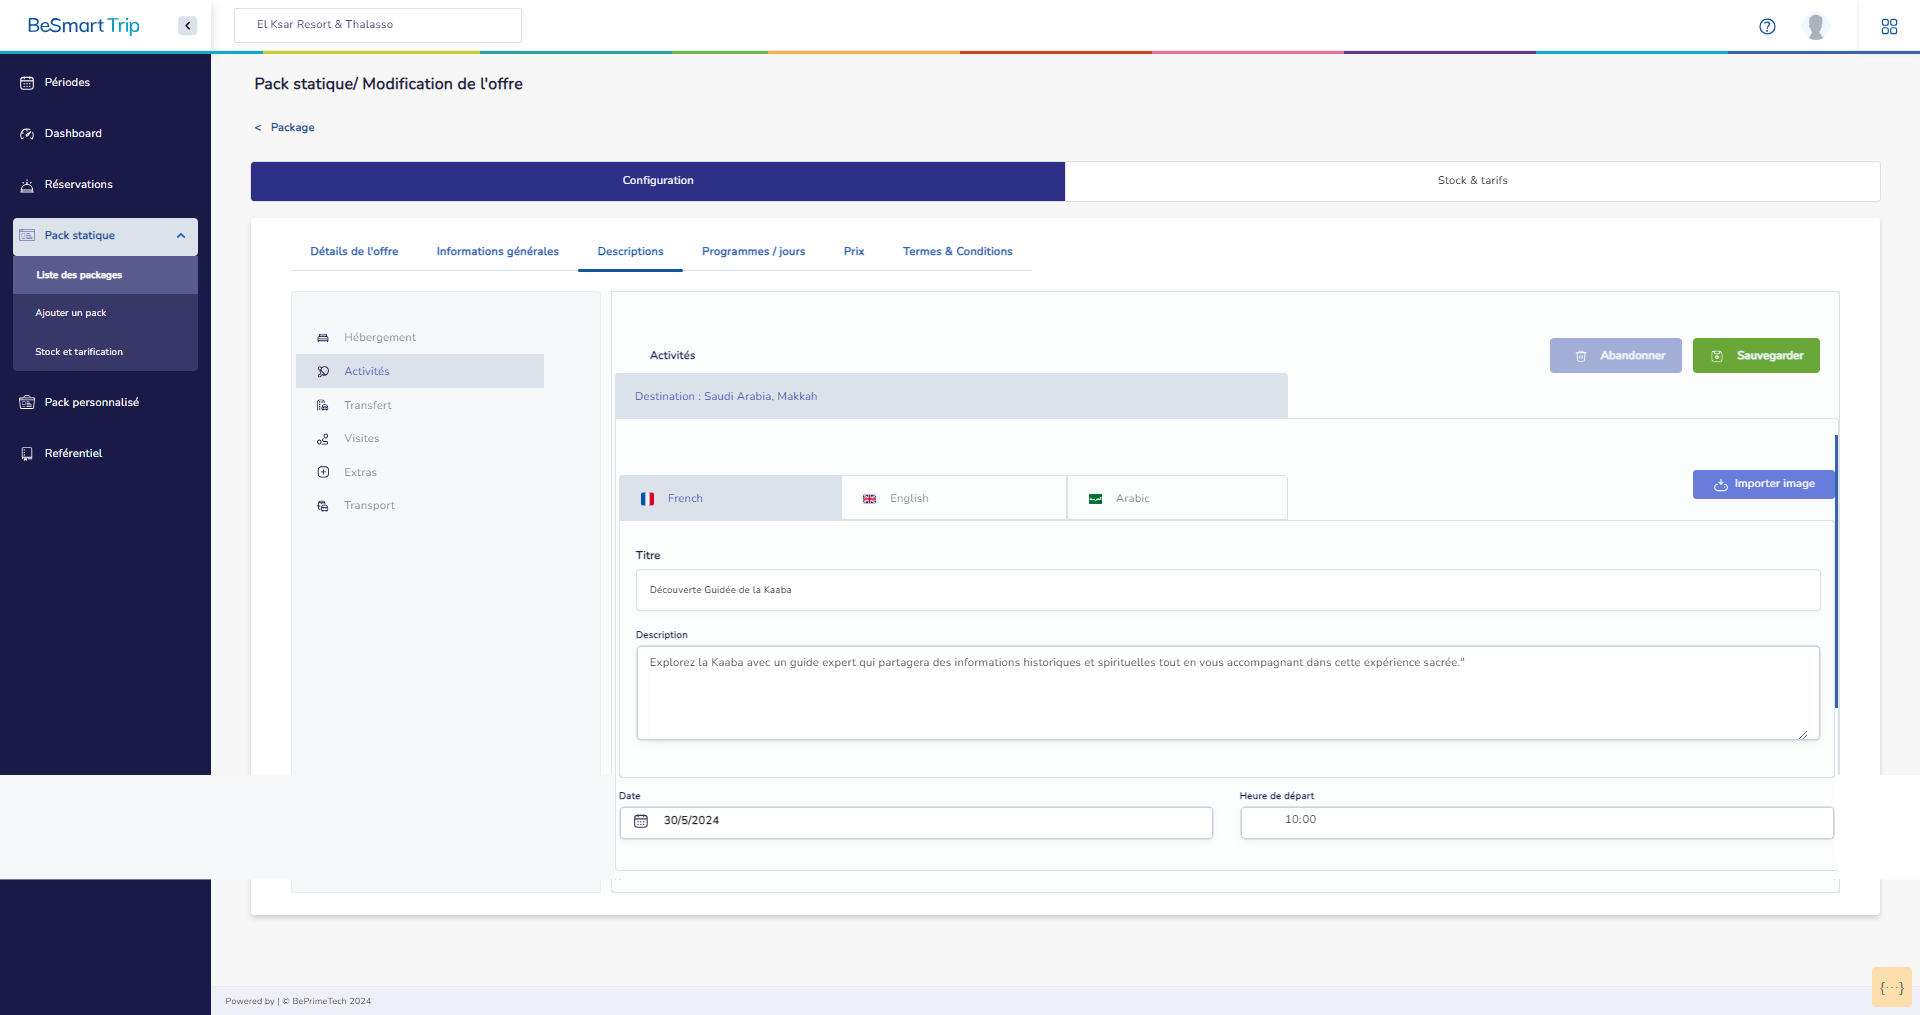 BeSmart Trip
El Ksar Resort & Thalasso
Périodes
Dashboard
Réservations
Pack statique
Liste des packages
Ajouter un pack
Stock et tarification
Pack personnalisé
Reférentiel
Pack statique/ Modification de l'offre
< Package
Configuration
Stock & tarifs
Détails de l'offre
Informations générales
Descriptions
Programmes / jours
Prix
Termes & Conditions
Hébergement
Activités
Transfert
Visites
Extras
Transport
Activités
Abandonner
Sauvegarder
Destination : Saudi Arabia, Makkah
French
English
Arabic
Importer image
Titre
Découverte Guidée de la Kaaba
Description
Explorez la Kaaba avec un guide expert qui partagera des informations historiques et spirituelles tout en vous accompagnant dans cette expérience sacrée."
Date
30/5/2024
Heure de départ
10:00
Powered by | © BePrimeTech 2024
{···}